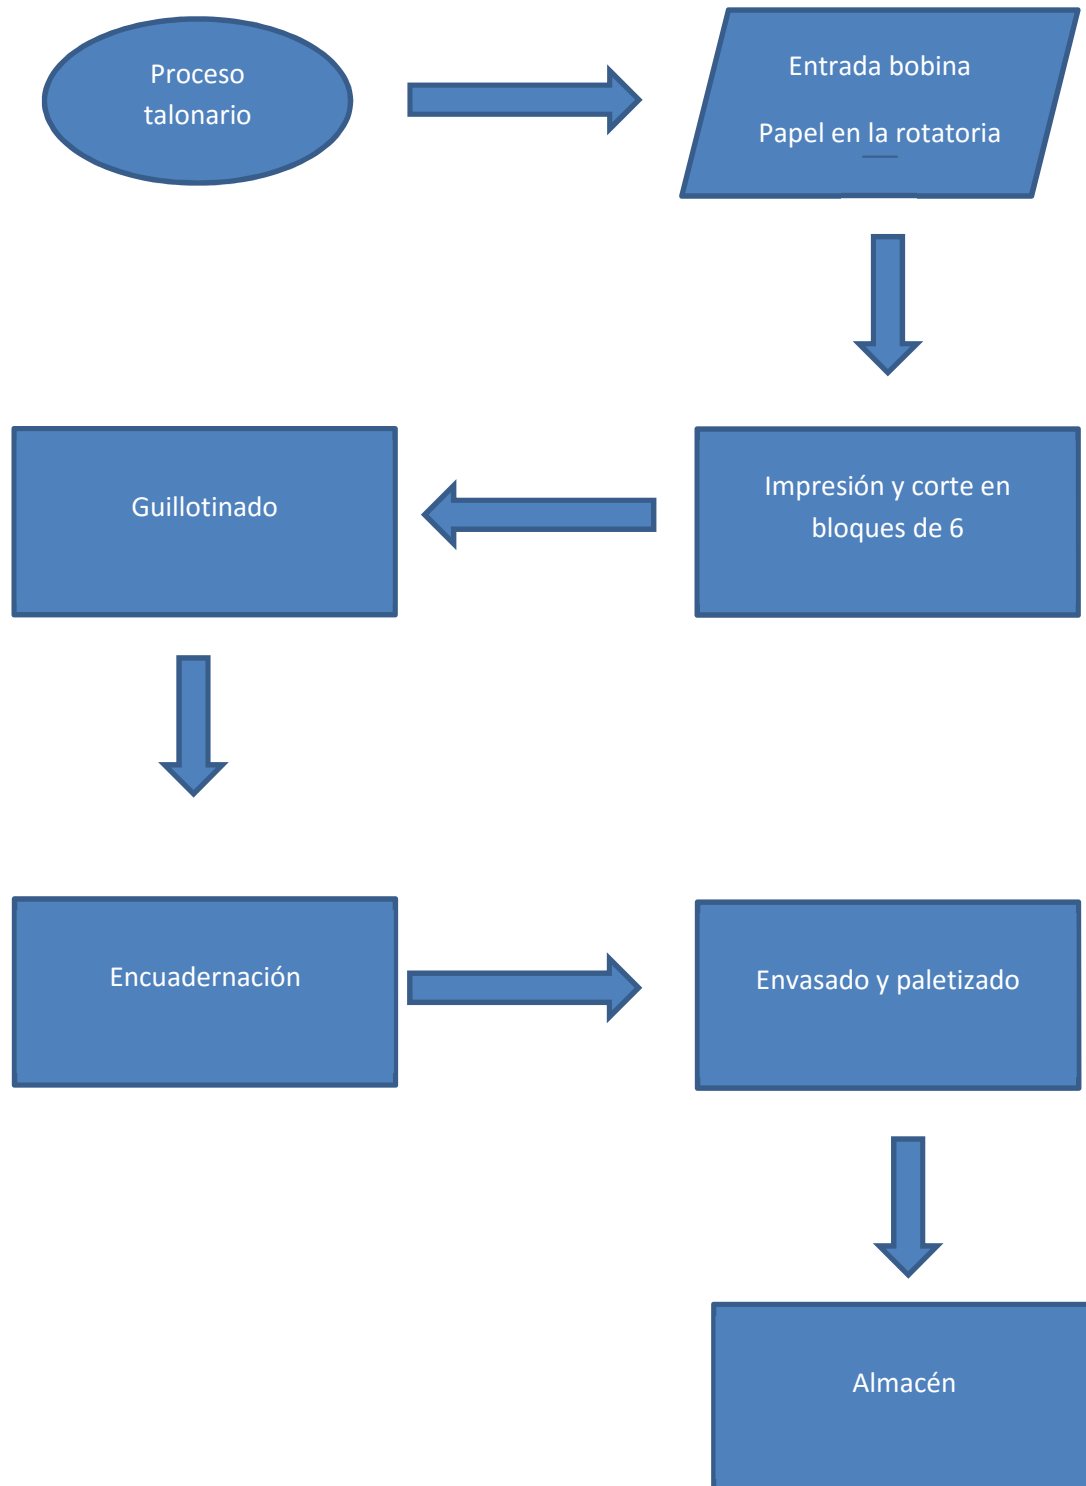 Proceso
talonario
Entrada bobina
Papel en la rotatoria
Impresión y corte en
bloques de 6
Guillotinado
Encuadernación
Envasado y paletizado
Almacén